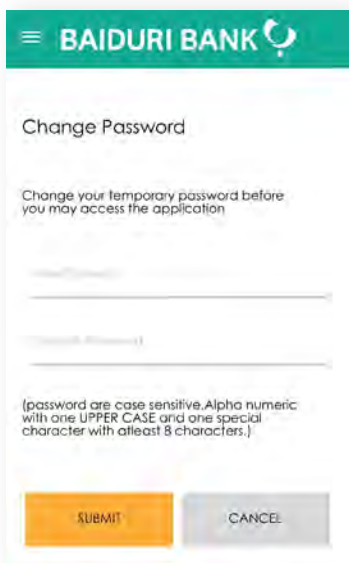 BAIDURI BANK
Change Password
Change your temporary password before
you may access the application
(password are case sensitive.Alpha numeric
with one UPPER CASE and one special
character with atleast 8 characters.)
SUBMIT
CANCEL